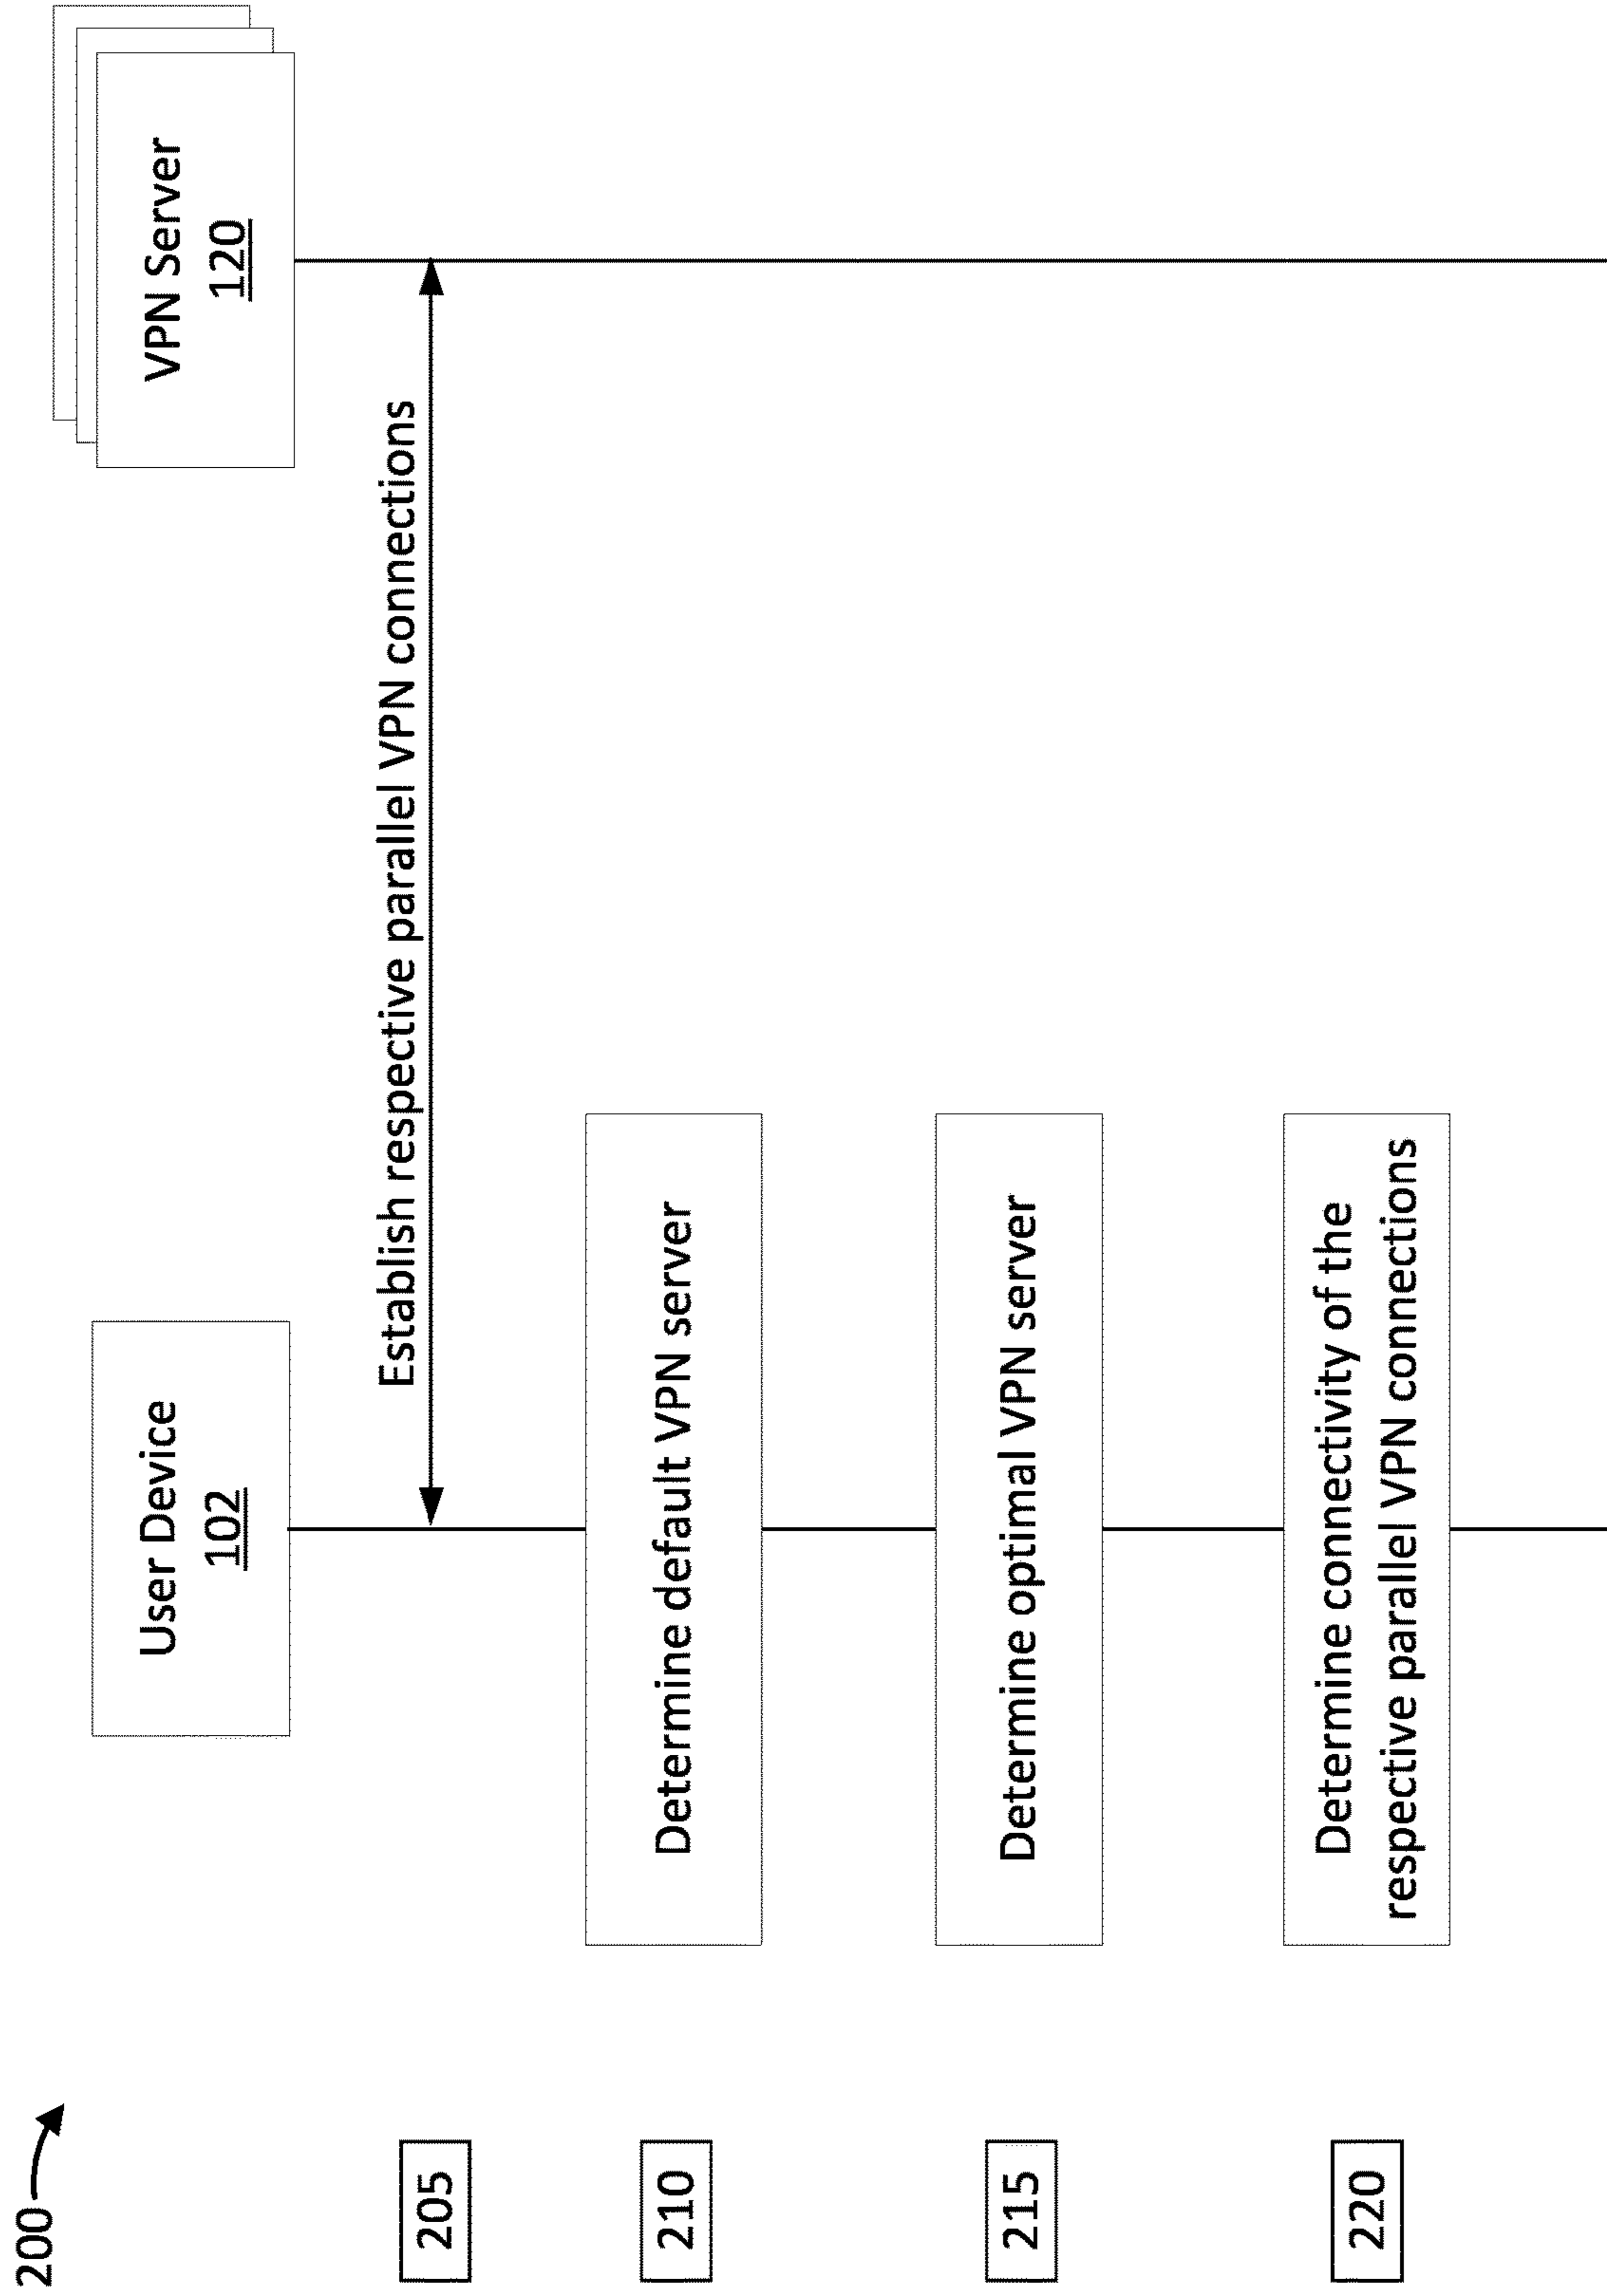 200
User Device
102
VPN Server
120
205
Establish respective parallel VPN connections
210
Determine default VPN server
215
Determine optimal VPN server
220
Determine connectivity of the
respective parallel VPN connections